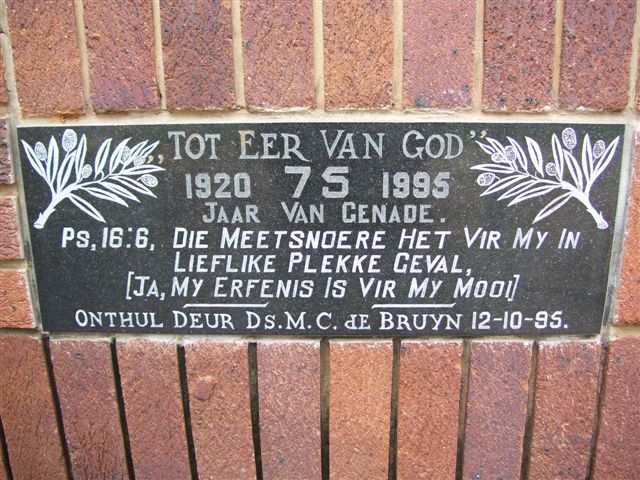 „TOT EER VAN GOD”
1920 75 1995
JAAR VAN GENADE.
PS, 16:6, DIE MEETSNOERE HET VIR MY IN
LIEFLIKE PLEKKE GEVAL,
[JA, MY ERFENIS IS VIR MY MOOI]
ONTHUL DEUR DS. M. C. de BRUYN 12-10-95.